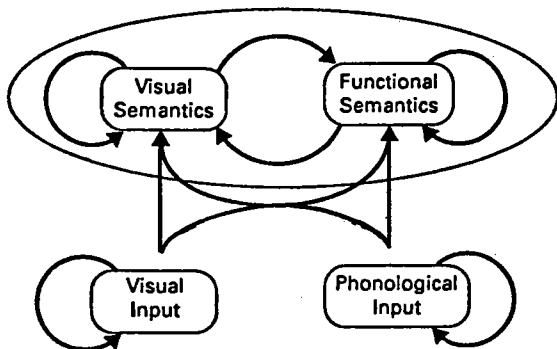 Visual
Semantics
Functional
Semantics
Visual
Input
Phonological
Input